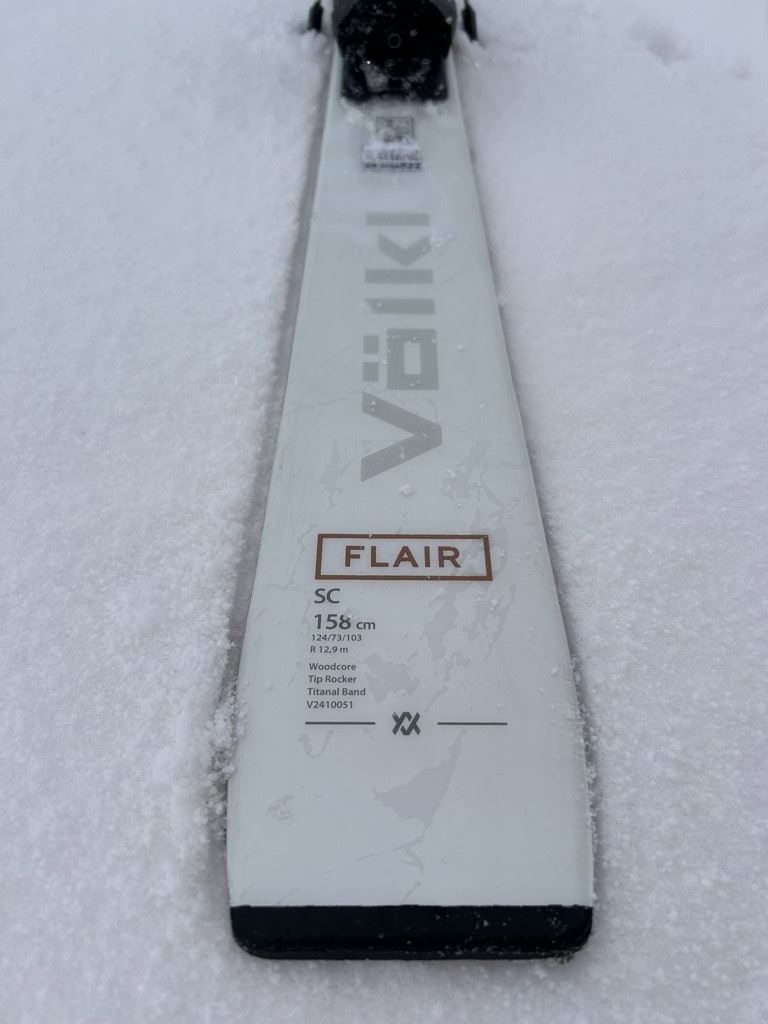 völkl
FLAIR
SC
158 cm
124/73/103
R 12,9 m
Woodcore
Tip Rocker
Titanal Band
V2410051